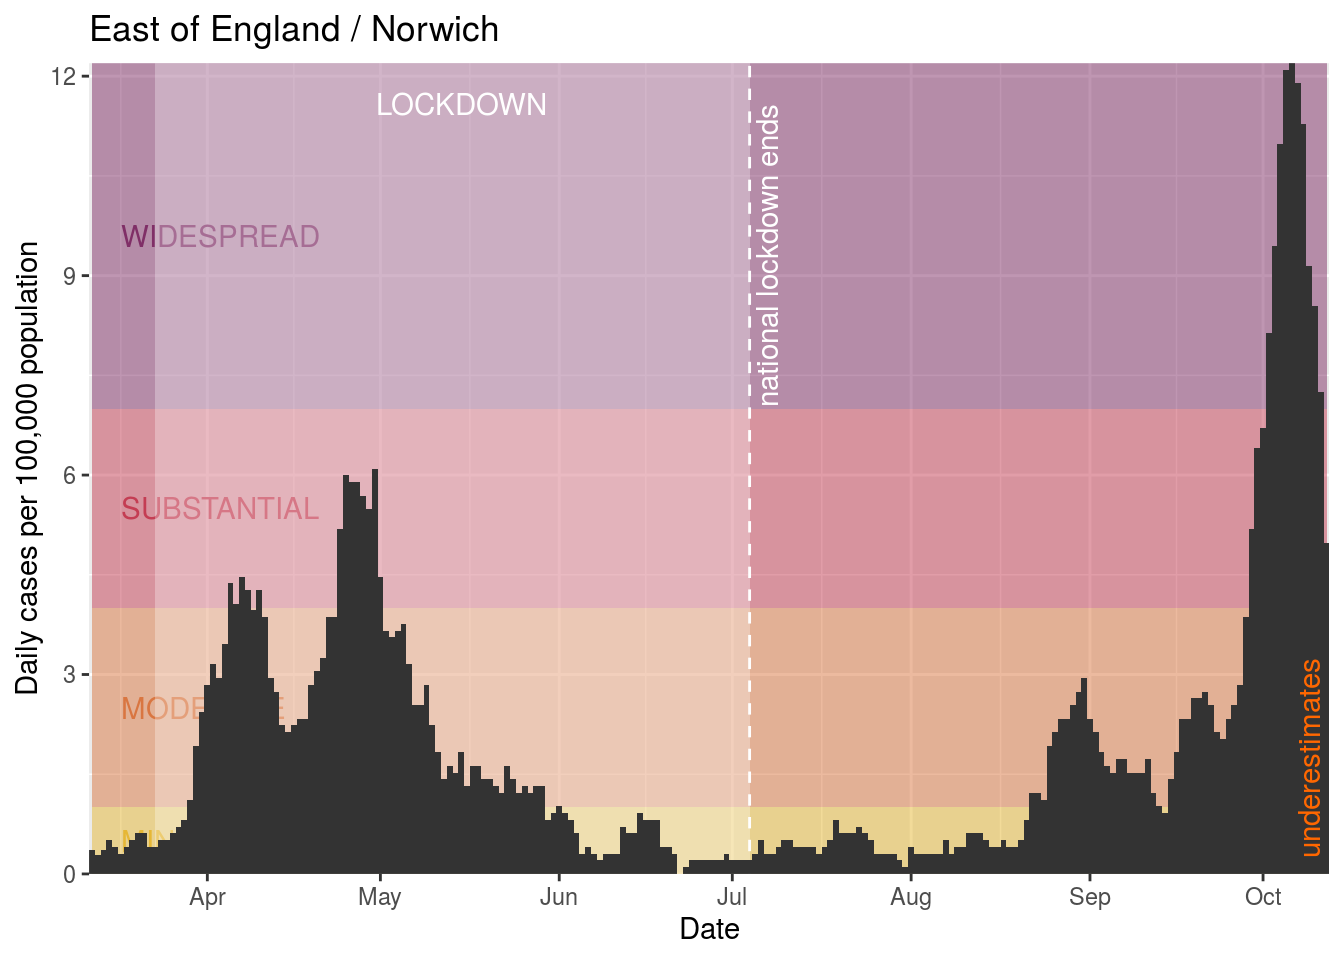 East of England / Norwich
Daily cases per 100,000 population
12
9
6
3
0
LOCKDOWN
national lockdown ends
WIDESPREAD
SUBSTANTIAL
underestimates
Apr
May
Jun
Jul
Aug
Sep
Oct
Date